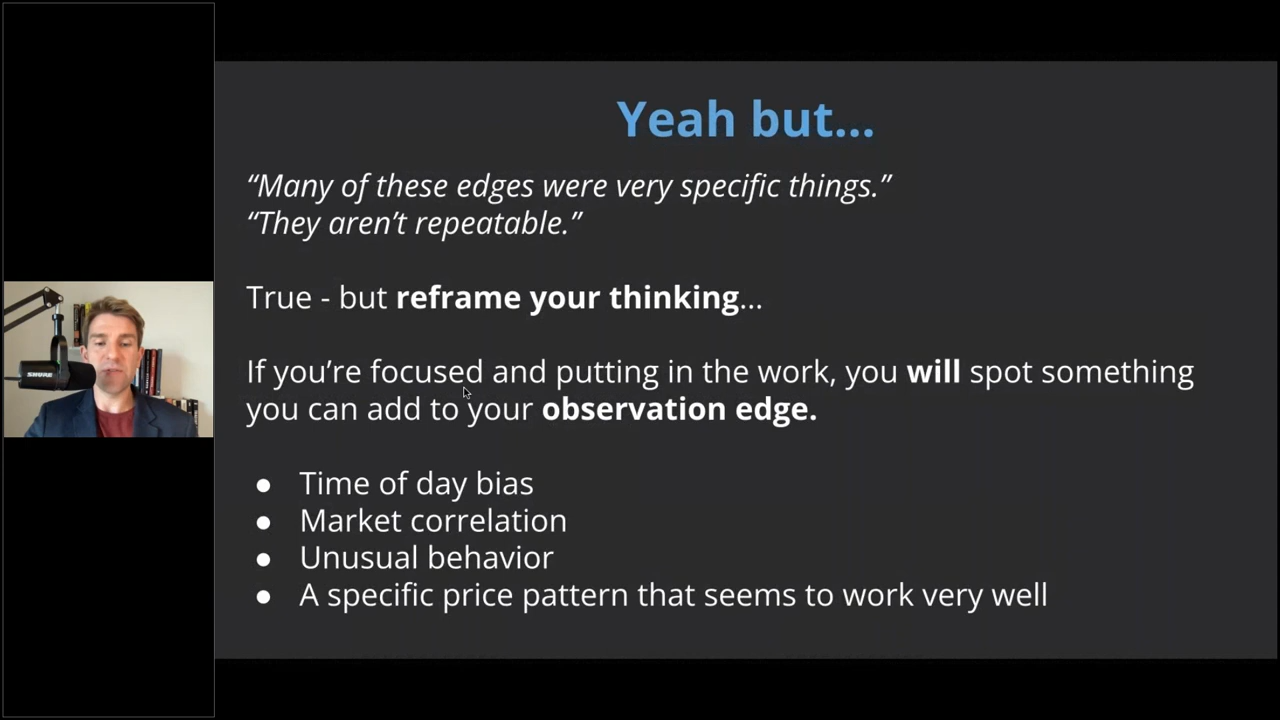 Yeah but...
“Many of these edges were very specific things.”
“They aren’t repeatable.”
True - but reframe your thinking...
If you’re focused and putting in the work, you will spot something
you can add to your observation edge.
● Time of day bias
● Market correlation
● Unusual behavior
● A specific price pattern that seems to work very well
SHURE